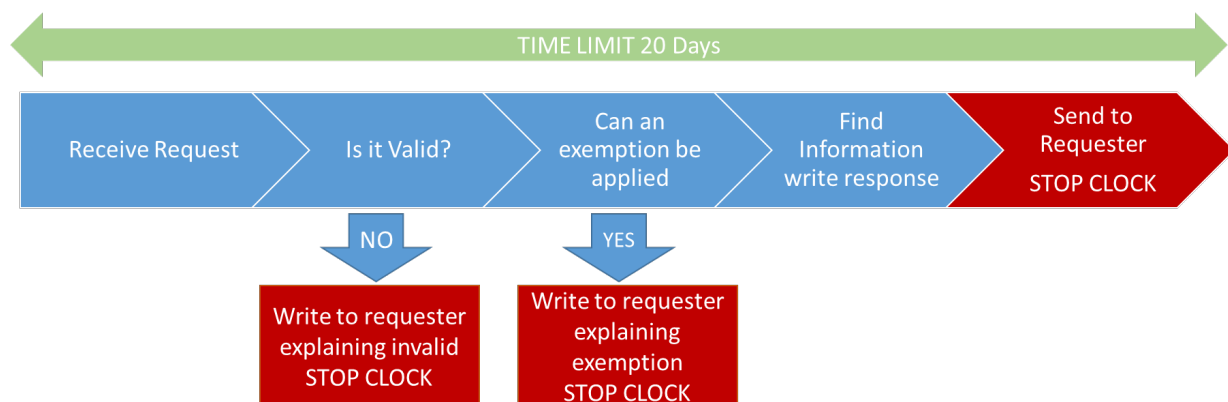 TIME LIMIT 20 Days
Receive Request
Is it Valid?
Can an
exemption be
applied
Find
Information
write response
Send to
Requester
STOP CLOCK
NO
YES
Write to requester
explaining invalid
STOP CLOCK
Write to requester
explaining
exemption
STOP CLOCK